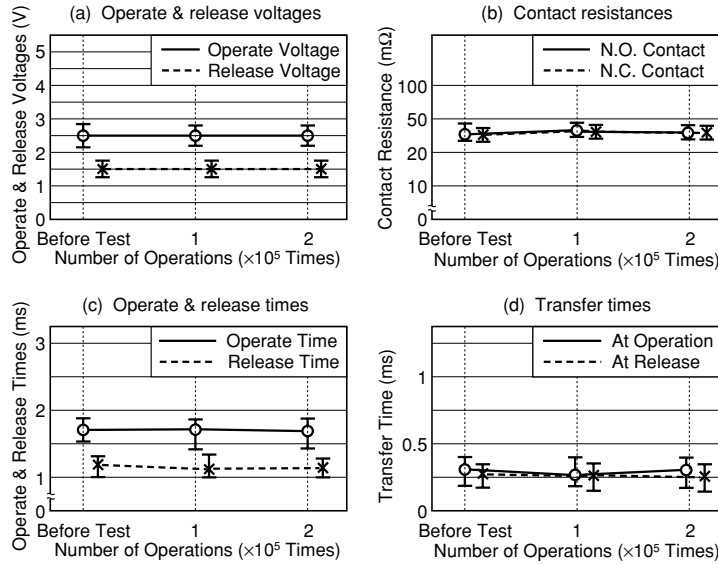 (a) Operate & release voltages
Operate & Release Voltages (V)
5
4
3
2
1
0
Operate Voltage
Release Voltage
Before Test 1 2
Number of Operations (×10⁵ Times)
(b) Contact resistances
Contact Resistance (mΩ)
100
50
20
10
0
N.O. Contact
N.C. Contact
Before Test 1 2
Number of Operations (×10⁵ Times)
(c) Operate & release times
Operate & Release Times (ms)
3
2
1
0
Operate Time
Release Time
Before Test 1 2
Number of Operations (×10⁵ Times)
(d) Transfer times
Transfer Time (ms)
1
0.5
0
At Operation
At Release
Before Test 1 2
Number of Operations (×10⁵ Times)